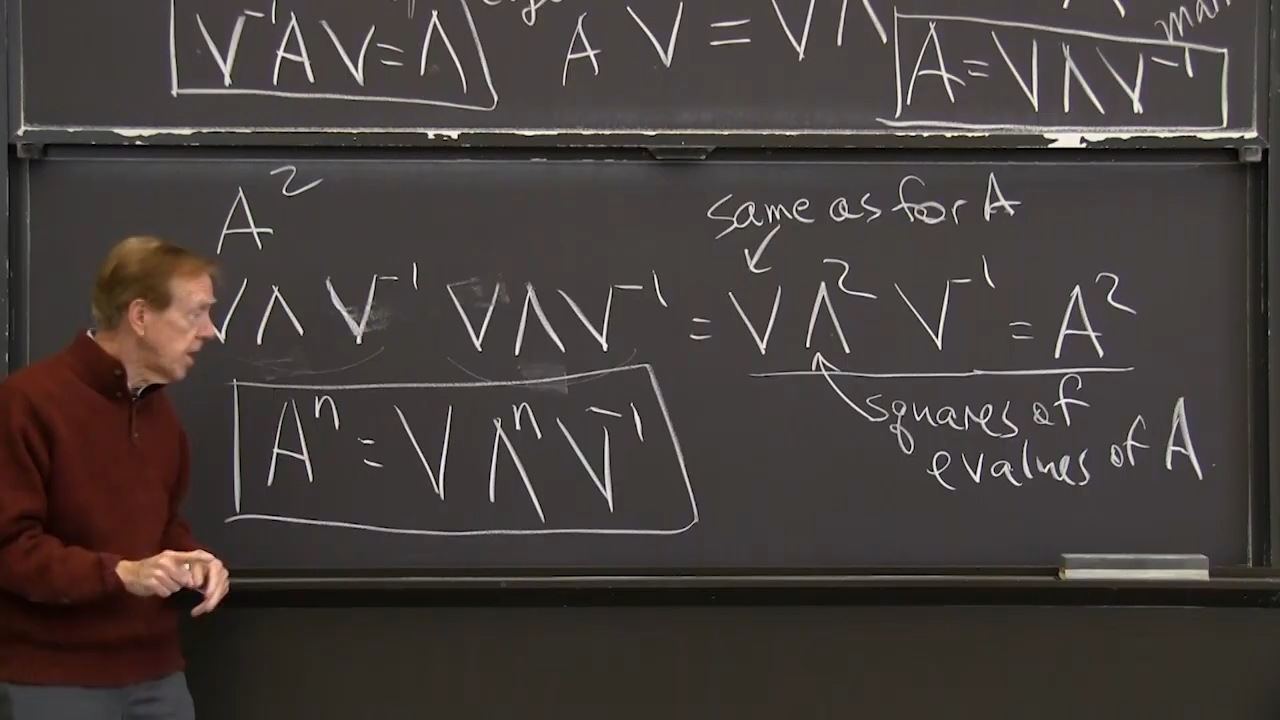 V⁻¹AV=Λ
A V = VΛ
A=VΛV⁻¹
A²
same as for A
VΛV⁻¹ VΛV⁻¹ = VΛ²V⁻¹ = A²
squares of
evalues of A
Aⁿ = VΛⁿV⁻¹